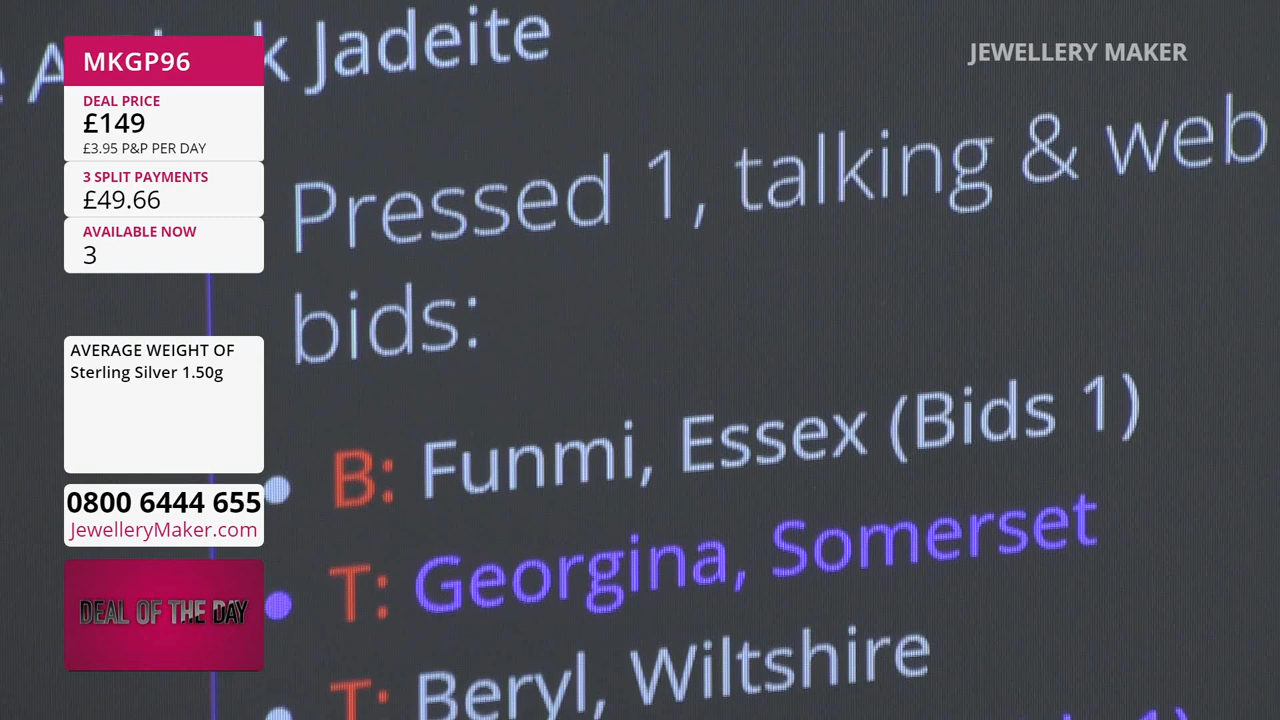 MKGP96
DEAL PRICE
£149
£3.95 P&P PER DAY
3 SPLIT PAYMENTS
£49.66
AVAILABLE NOW
3
AVERAGE WEIGHT OF
Sterling Silver 1.50g
0800 6444 655
JewelleryMaker.com
DEAL OF THE DAY
JEWELLERY MAKER
Jadeite
Pressed 1, talking & web
bids:
B: Funmi, Essex (Bids 1)
T: Georgina, Somerset
T: Beryl, Wiltshire